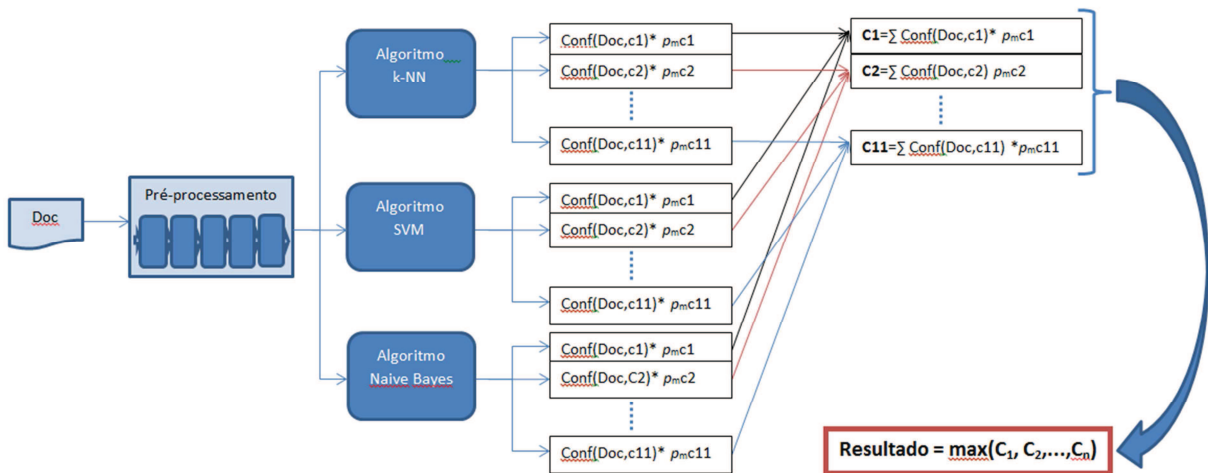 Doc
Pré-processamento
Algoritmo
k-NN
Conf(Doc,c1)* pₘc1
Conf(Doc,c2)* pₘc2
Conf(Doc,c11)* pₘc11
Algoritmo
SVM
Conf(Doc,c1)* pₘc1
Conf(Doc,c2)* pₘc2
Conf(Doc,c11)* pₘc11
Algoritmo
Naive Bayes
Conf(Doc,c1)* pₘc1
Conf(Doc,C2)* pₘc2
Conf(Doc,c11)* pₘc11
C1=∑ Conf(Doc,c1)* pₘc1
C2=∑ Conf(Doc,c2) pₘc2
C11=∑ Conf(Doc,c11) *pₘc11
Resultado = max(C₁, C₂,...,Cₙ)